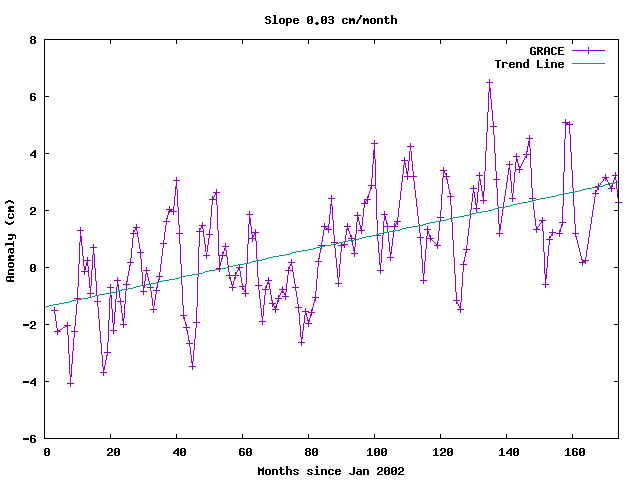 Slope 0.03 cm/month
GRACE
Trend Line
8
6
4
2
0
-2
-4
-6
Anomaly (cm)
0 20 40 60 80 100 120 140 160
Months since Jan 2002